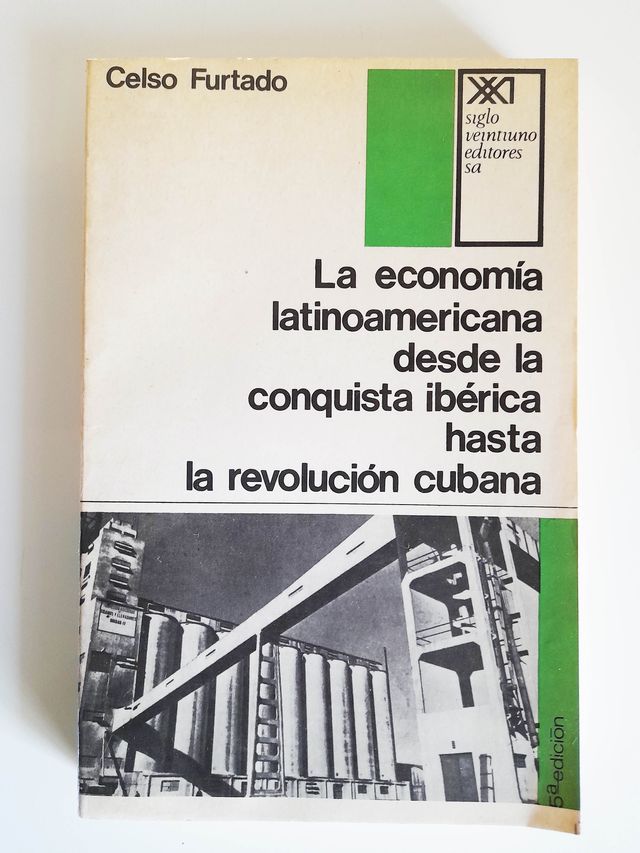 Celso Furtado
siglo
veintiuno
editores
sa
La economía
latinoamericana
desde la
conquista ibérica
hasta
la revolución cubana
5ª edición